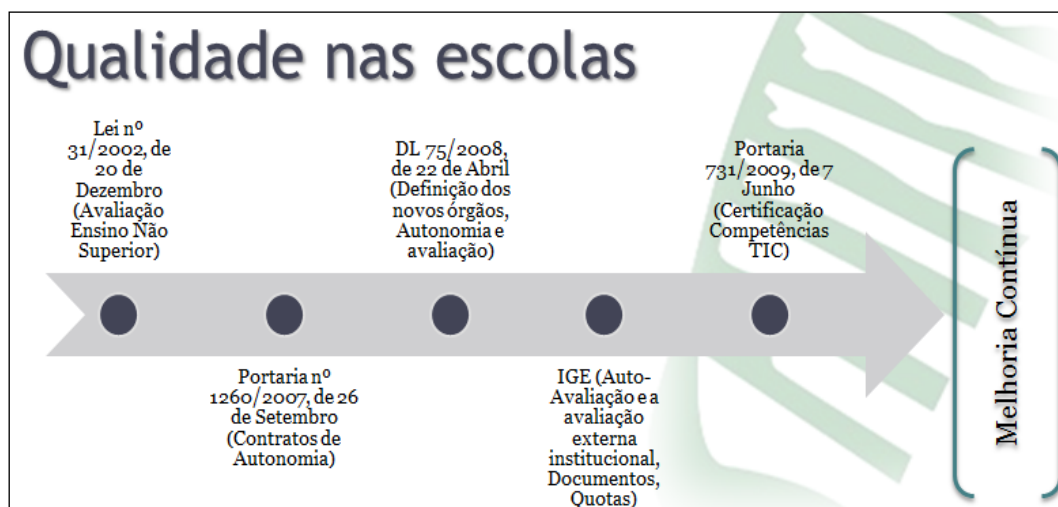 Qualidade nas escolas
Lei nº
31/2002, de
20 de
Dezembro
(Avaliação
Ensino Não
Superior)
Portaria nº
1260/2007, de 26
de Setembro
(Contratos de
Autonomia)
DL 75/2008,
de 22 de Abril
(Definição dos
novos órgãos,
Autonomia e
avaliação)
IGE (Auto-
Avaliação e a
avaliação
externa
institucional,
Documentos,
Quotas)
Portaria
731/2009, de 7
Junho
(Certificação
Competências
TIC)
Melhoria Contínua